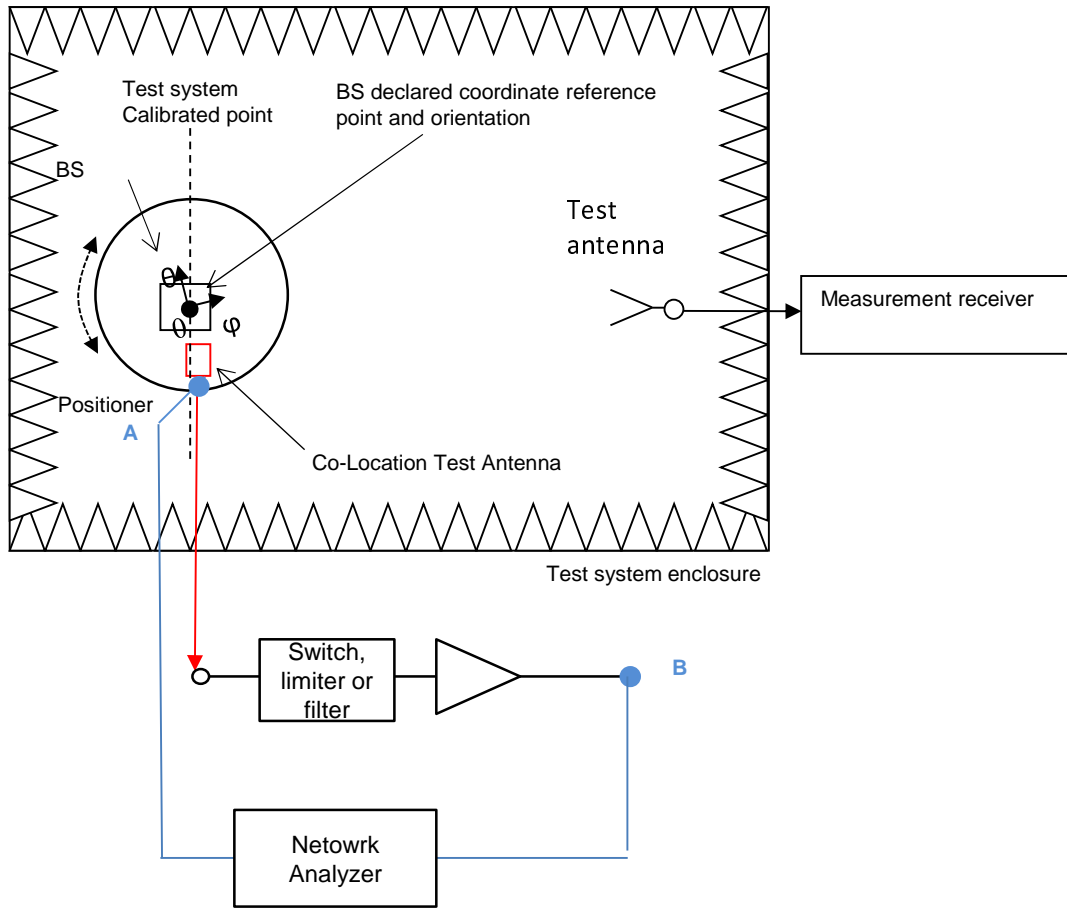 Test system
Calibrated point
BS declared coordinate reference
point and orientation
BS
Test
antenna
Measurement receiver
θ
θ
φ
Positioner
A
Co-Location Test Antenna
Test system enclosure
Switch,
limiter or
filter
B
Netowrk
Analyzer